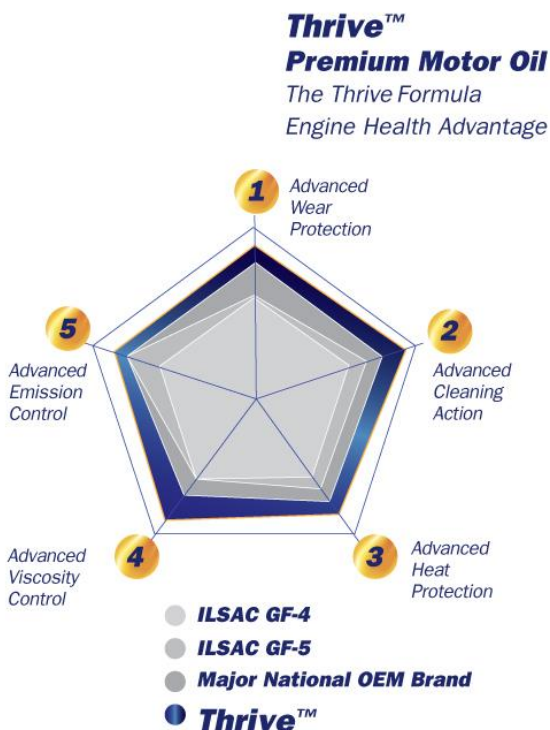 Thrive™
Premium Motor Oil
The Thrive Formula
Engine Health Advantage
1
Advanced
Wear
Protection
2
Advanced
Cleaning
Action
3
Advanced
Heat
Protection
4
Advanced
Viscosity
Control
5
Advanced
Emission
Control
ILSAC GF-4
ILSAC GF-5
Major National OEM Brand
Thrive™